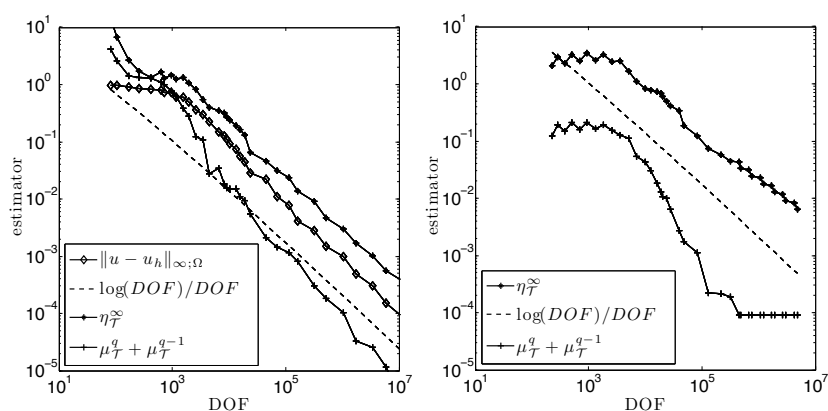 10^1
10^0
10^{-1}
10^{-2}
10^{-3}
10^{-4}
10^{-5}
estimator
‖u − u_h‖_{∞;Ω}
log(DOF)/DOF
η_𝒯^∞
μ_𝒯^q + μ_𝒯^{q−1}
10^1
10^3
10^5
10^7
DOF
10^1
10^0
10^{-1}
10^{-2}
10^{-3}
10^{-4}
10^{-5}
estimator
η_𝒯^∞
log(DOF)/DOF
μ_𝒯^q + μ_𝒯^{q−1}
10^1
10^3
10^5
10^7
DOF